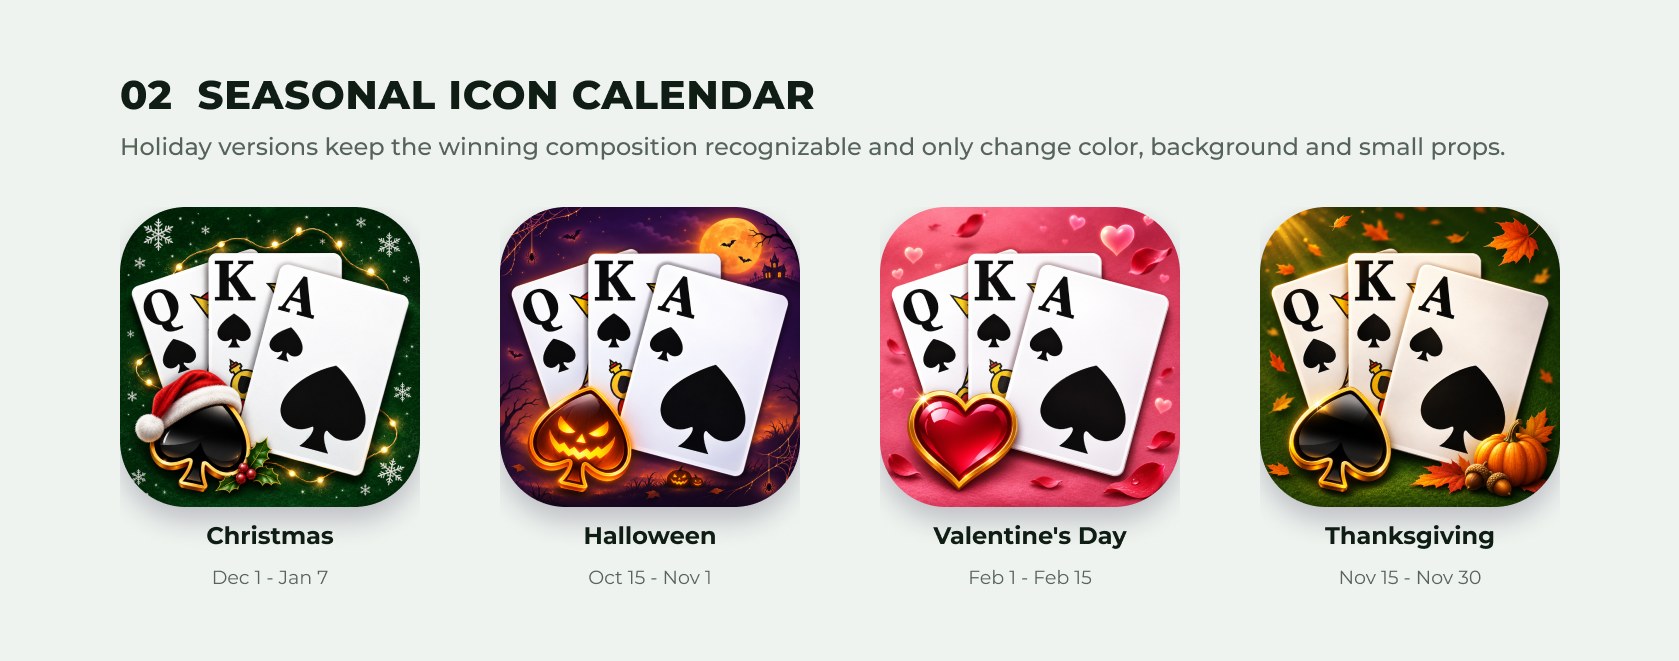 02 SEASONAL ICON CALENDAR
Holiday versions keep the winning composition recognizable and only change color, background and small props.
Q K A
Q K A
Q K A
Q K A
Christmas
Halloween
Valentine's Day
Thanksgiving
Dec 1 - Jan 7
Oct 15 - Nov 1
Feb 1 - Feb 15
Nov 15 - Nov 30